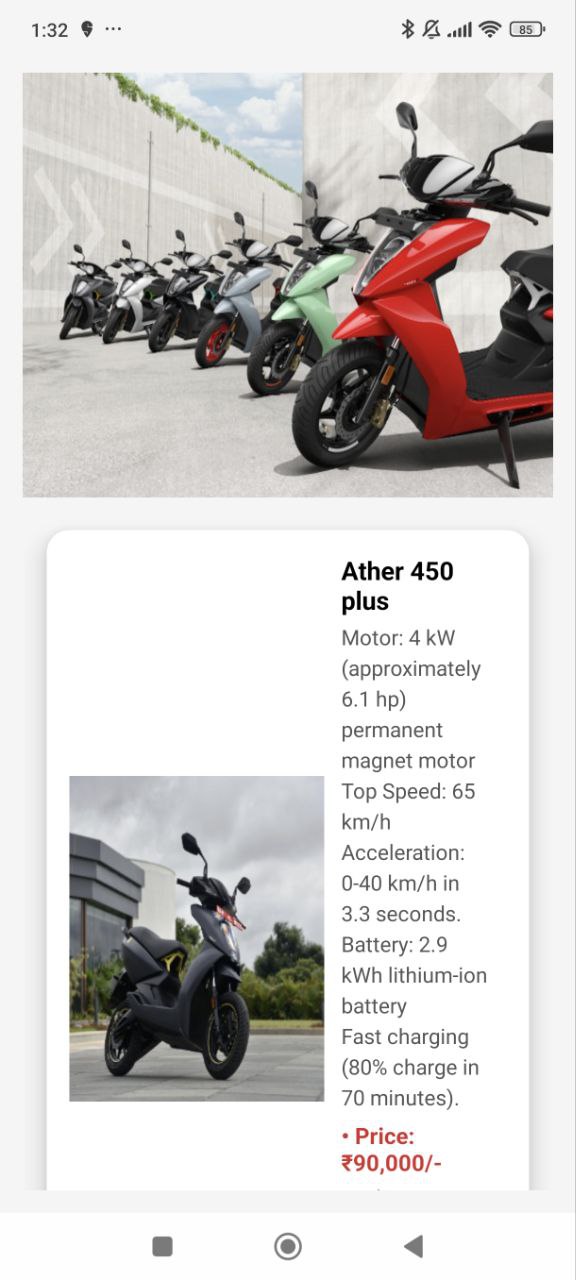 1:32
85
Ather 450
plus
Motor: 4 kW
(approximately
6.1 hp)
permanent
magnet motor
Top Speed: 65
km/h
Acceleration:
0-40 km/h in
3.3 seconds.
Battery: 2.9
kWh lithium-ion
battery
Fast charging
(80% charge in
70 minutes).
• Price:
₹90,000/-